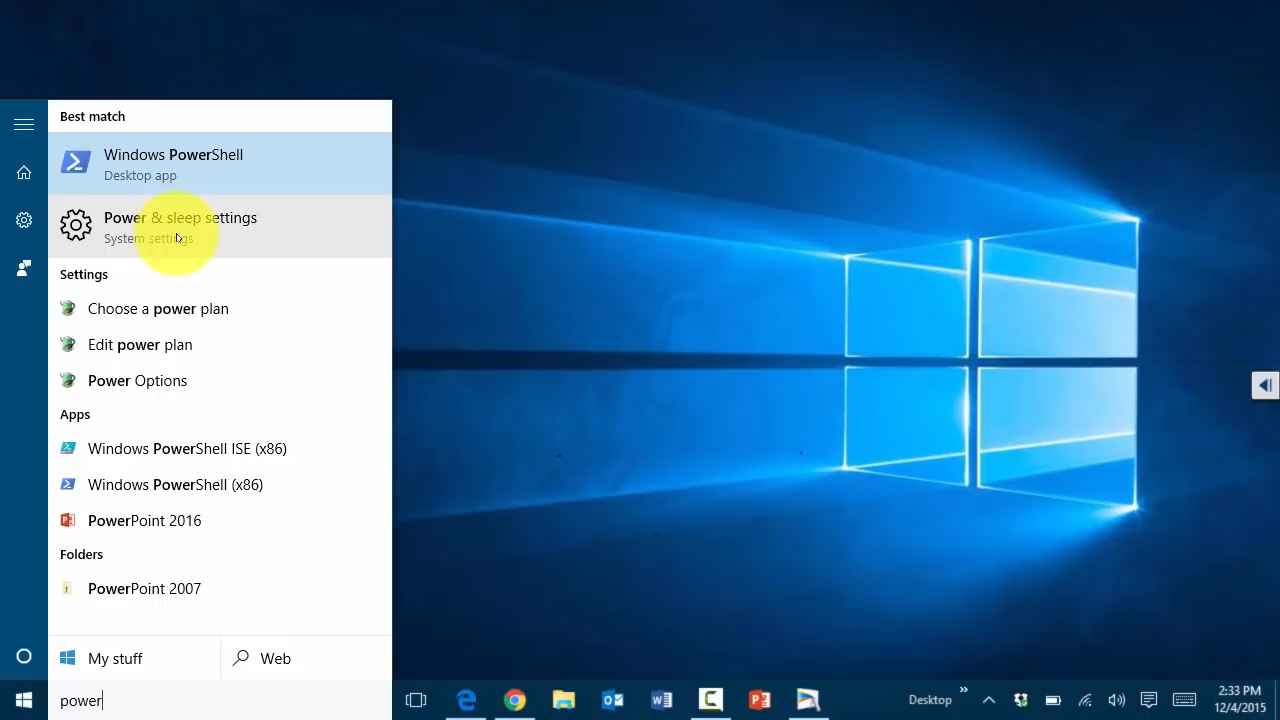 Best match
Windows PowerShell
Desktop app
Power & sleep settings
System settings
Settings
Choose a power plan
Edit power plan
Power Options
Apps
Windows PowerShell ISE (x86)
Windows PowerShell (x86)
PowerPoint 2016
Folders
PowerPoint 2007
My stuff
Web
power
Desktop
2:33 PM
12/4/2015